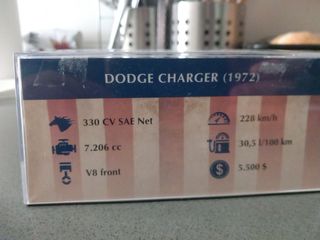 DODGE CHARGER (1972)
330 CV SAE Net
228 km/h
7.206 cc
30,5 l/100 km
V8 front
$
5.500 $